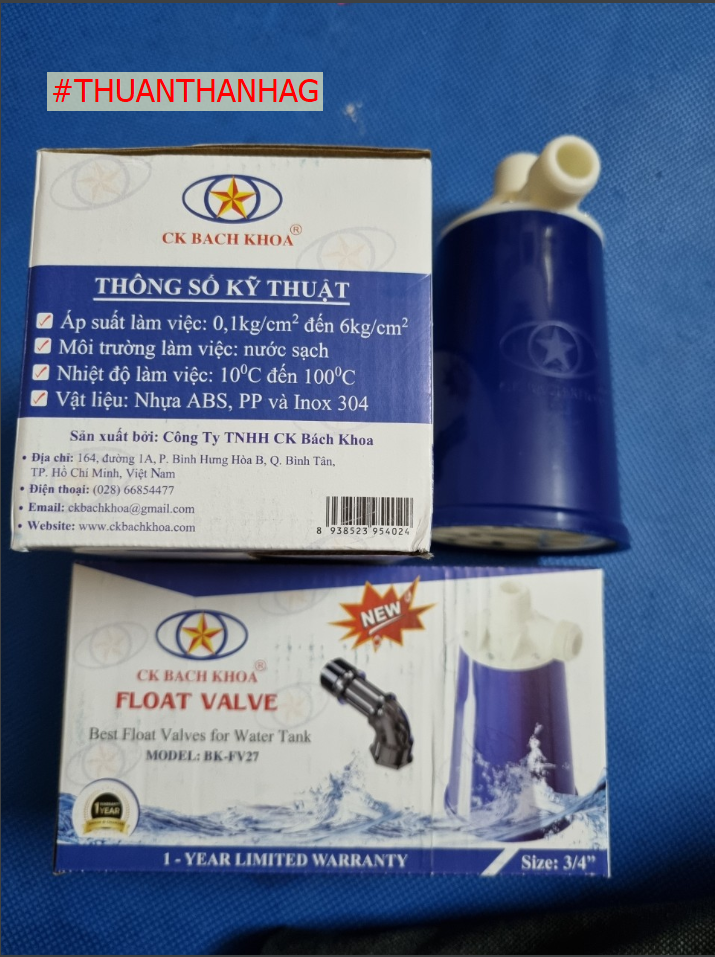 #THUANTHANHAG
CK BACH KHOA®
THÔNG SỐ KỸ THUẬT
Áp suất làm việc: 0,1kg/cm² đến 6kg/cm²
Môi trường làm việc: nước sạch
Nhiệt độ làm việc: 10⁰C đến 100⁰C
Vật liệu: Nhựa ABS, PP và Inox 304
Sản xuất bởi: Công Ty TNHH CK Bách Khoa
• Địa chỉ: 164, đường 1A, P. Bình Hưng Hòa B, Q. Bình Tân,
TP. Hồ Chí Minh, Việt Nam
• Điện thoại: (028) 66854477
• Email: ckbachkhoa@gmail.com
• Website: www.ckbachkhoa.com
8 938523 954024
NEW
CK BACH KHOA®
FLOAT VALVE
Best Float Valves for Water Tank
MODEL: BK-FV27
1 YEAR
1 - YEAR LIMITED WARRANTY
Size: 3/4”